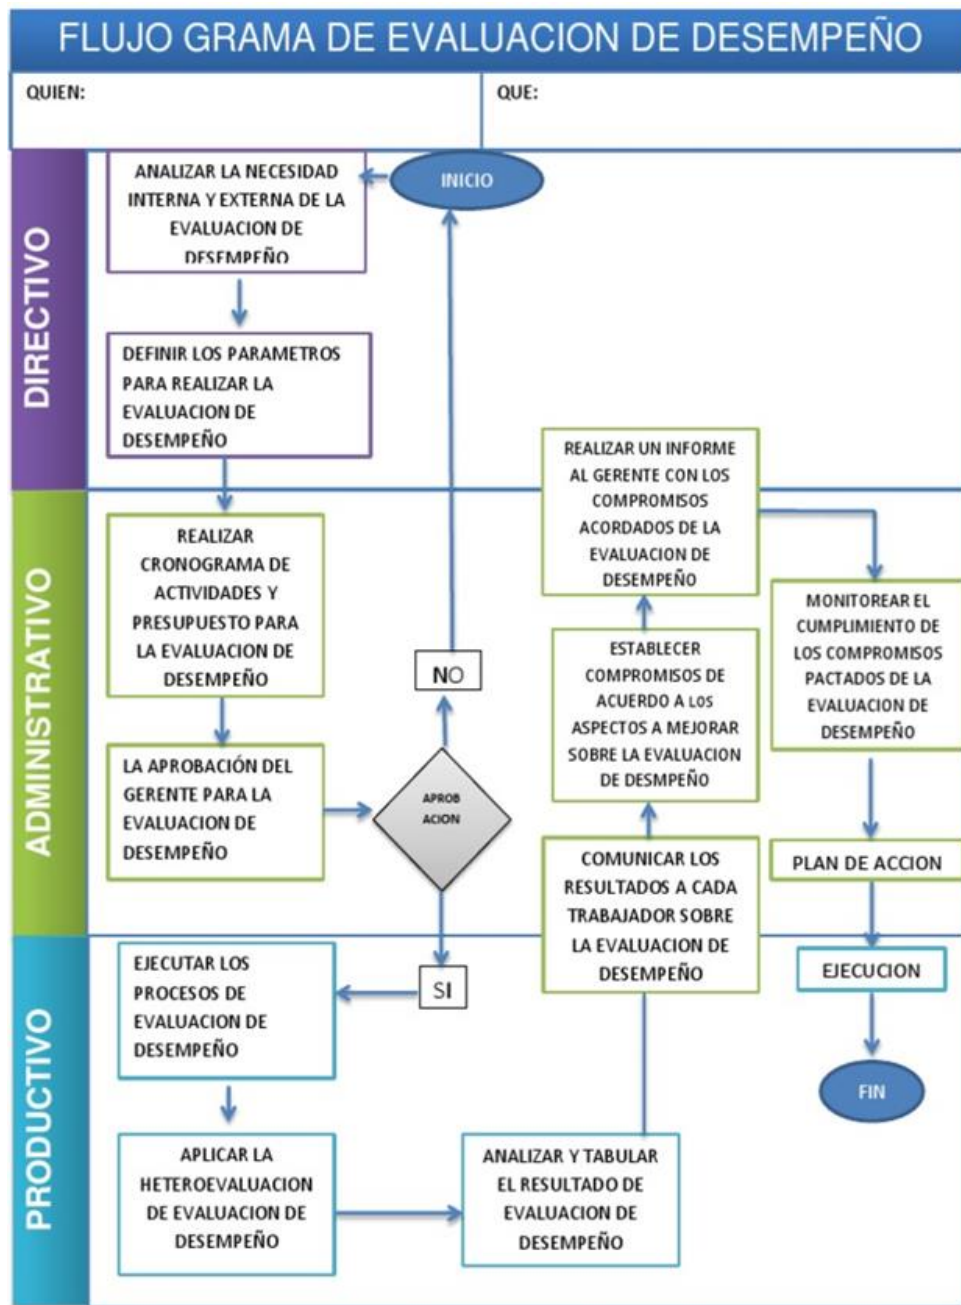 FLUJO GRAMA DE EVALUACION DE DESEMPEÑO
QUIEN:
QUE:
DIRECTIVO
ANALIZAR LA NECESIDAD
INTERNA Y EXTERNA DE LA
EVALUACION DE
DESEMPEÑO
INICIO
DEFINIR LOS PARAMETROS
PARA REALIZAR LA
EVALUACION DE
DESEMPEÑO
ADMINISTRATIVO
REALIZAR
CRONOGRAMA DE
ACTIVIDADES Y
PRESUPUESTO PARA
LA EVALUACION DE
DESEMPEÑO
LA APROBACIÓN DEL
GERENTE PARA LA
EVALUACION DE
DESEMPEÑO
APROB
ACION
NO
SI
PRODUCTIVO
EJECUTAR LOS
PROCESOS DE
EVALUACION DE
DESEMPEÑO
APLICAR LA
HETEROEVALUACION
DE EVALUACION DE
DESEMPEÑO
ANALIZAR Y TABULAR
EL RESULTADO DE
EVALUACION DE
DESEMPEÑO
COMUNICAR LOS
RESULTADOS A CADA
TRABAJADOR SOBRE
LA EVALUACION DE
DESEMPEÑO
ESTABLECER
COMPROMISOS DE
ACUERDO A LOS
ASPECTOS A MEJORAR
SOBRE LA EVALUACION
DE DESMPEÑO
REALIZAR UN INFORME
AL GERENTE CON LOS
COMPROMISOS
ACORDADOS DE LA
EVALUACION DE
DESEMPEÑO
MONITOREAR EL
CUMPLIMIENTO DE
LOS COMPROMISOS
PACTADOS DE LA
EVALUACION DE
DESEMPEÑO
PLAN DE ACCION
EJECUCION
FIN